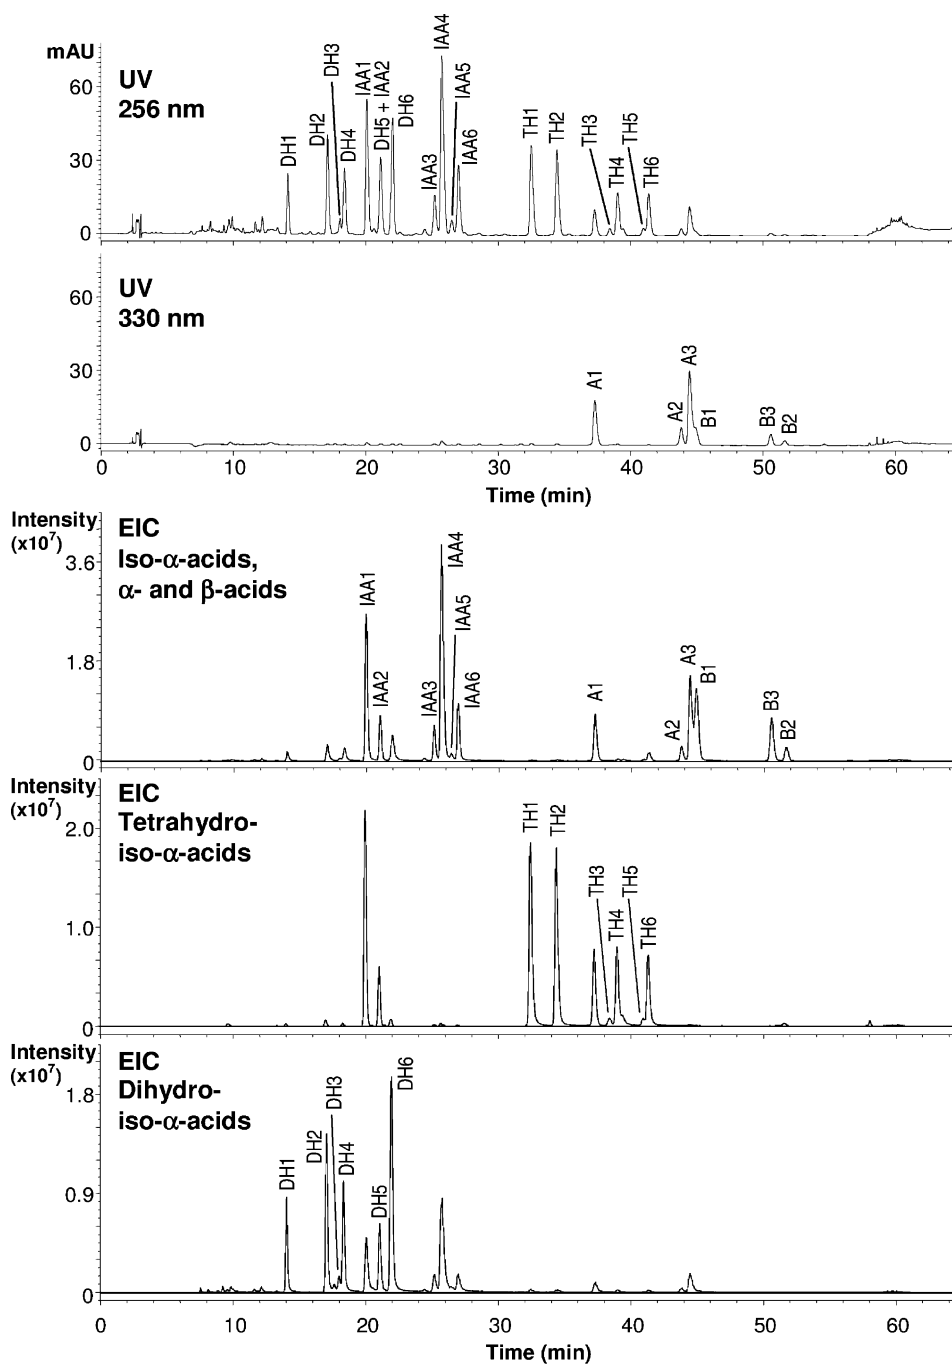 mAU
UV
256 nm
60
30
0
DH1
DH2
DH3
DH4
IAA1
DH5 + IAA2
DH6
IAA3
IAA4
IAA5
IAA6
TH1
TH2
TH3
TH4
TH5
TH6
UV
330 nm
60
30
0
A1
A2
A3
B1
B3
B2
0 10 20 30 40 50 60
Time (min)
Intensity
(x10⁷)
EIC
Iso-α-acids,
α- and β-acids
3.6
1.8
0
IAA1
IAA2
IAA3
IAA4
IAA5
IAA6
A1
A2
A3
B1
B3
B2
Intensity
(x10⁷)
EIC
Tetrahydro-
iso-α-acids
2.0
1.0
0
TH1
TH2
TH3
TH4
TH5
TH6
Intensity
(x10⁷)
EIC
Dihydro-
iso-α-acids
1.8
0.9
0
DH1
DH2
DH3
DH4
DH5
DH6
0 10 20 30 40 50 60
Time (min)